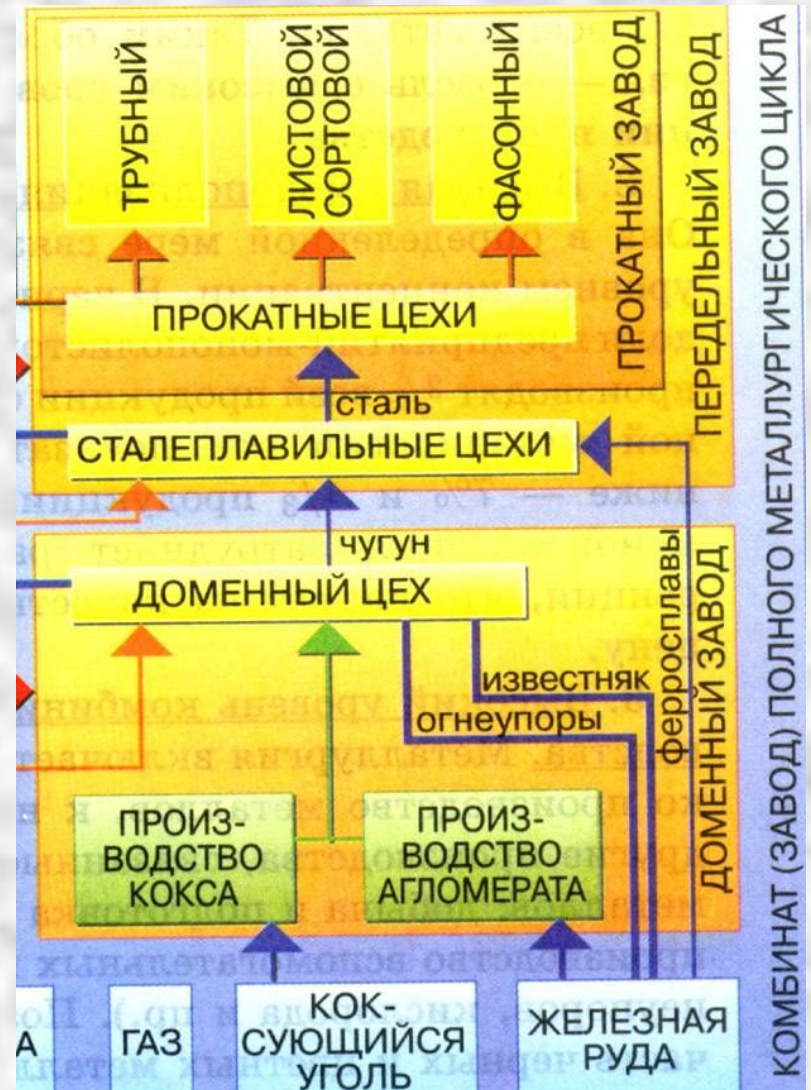 ТРУБНЫЙ
ЛИСТОВОЙ
СОРТОВОЙ
ФАСОННЫЙ
ПРОКАТНЫЙ ЗАВОД
ПЕРЕДЕЛЬНЫЙ ЗАВОД
КОМБИНАТ (ЗАВОД) ПОЛНОГО МЕТАЛЛУРГИЧЕСКОГО ЦИКЛА
ПРОКАТНЫЕ ЦЕХИ
сталь
СТАЛЕПЛАВИЛЬНЫЕ ЦЕХИ
чугун
ДОМЕННЫЙ ЦЕХ
известняк
огнеупоры
ферросплавы
ДОМЕННЫЙ ЗАВОД
ПРОИЗ-
ВОДСТВО
КОКСА
ПРОИЗ-
ВОДСТВО
АГЛОМЕРАТА
А
ГАЗ
КОК-
СУЮЩИЙСЯ
УГОЛЬ
ЖЕЛЕЗНАЯ
РУДА